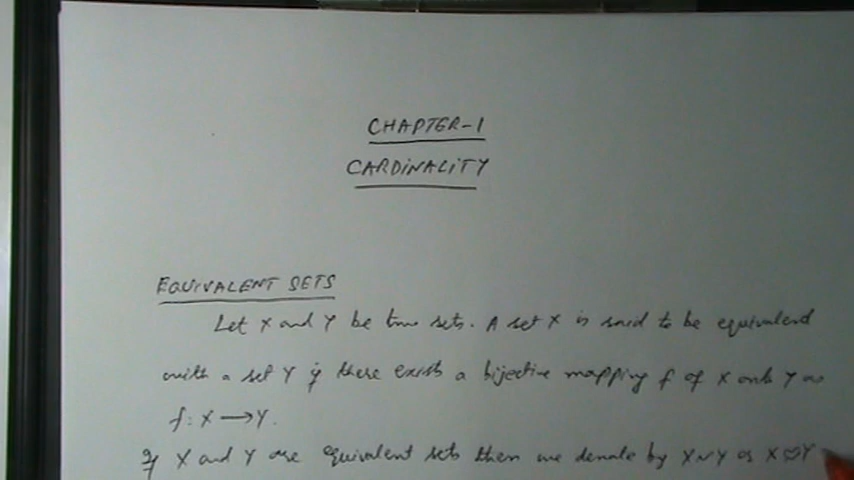 CHAPTER-1
CARDINALITY
EQUIVALENT SETS
Let X and Y be two sets. A set X is said to be equivalent
with a set Y if there exists a bijective mapping f of X onto Y as
f: X ⟶ Y.
If X and Y are equivalent sets then we denote by X ~ Y or X ≈ Y